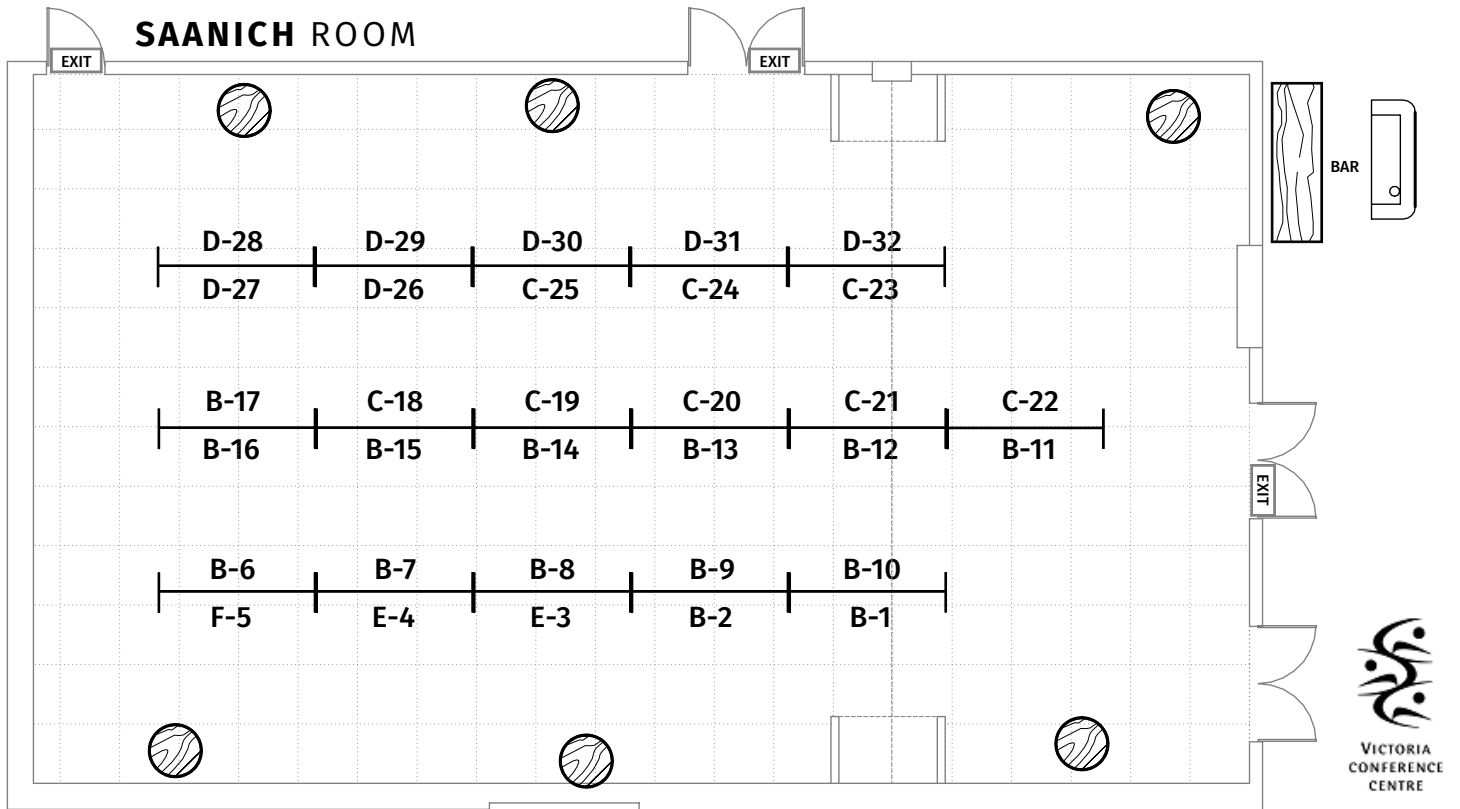 SAANICH ROOM
EXIT
EXIT
BAR
D-28 D-29 D-30 D-31 D-32
D-27 D-26 C-25 C-24 C-23
B-17 C-18 C-19 C-20 C-21 C-22
B-16 B-15 B-14 B-13 B-12 B-11
EXIT
B-6 B-7 B-8 B-9 B-10
F-5 E-4 E-3 B-2 B-1
VICTORIA
CONFERENCE
CENTRE